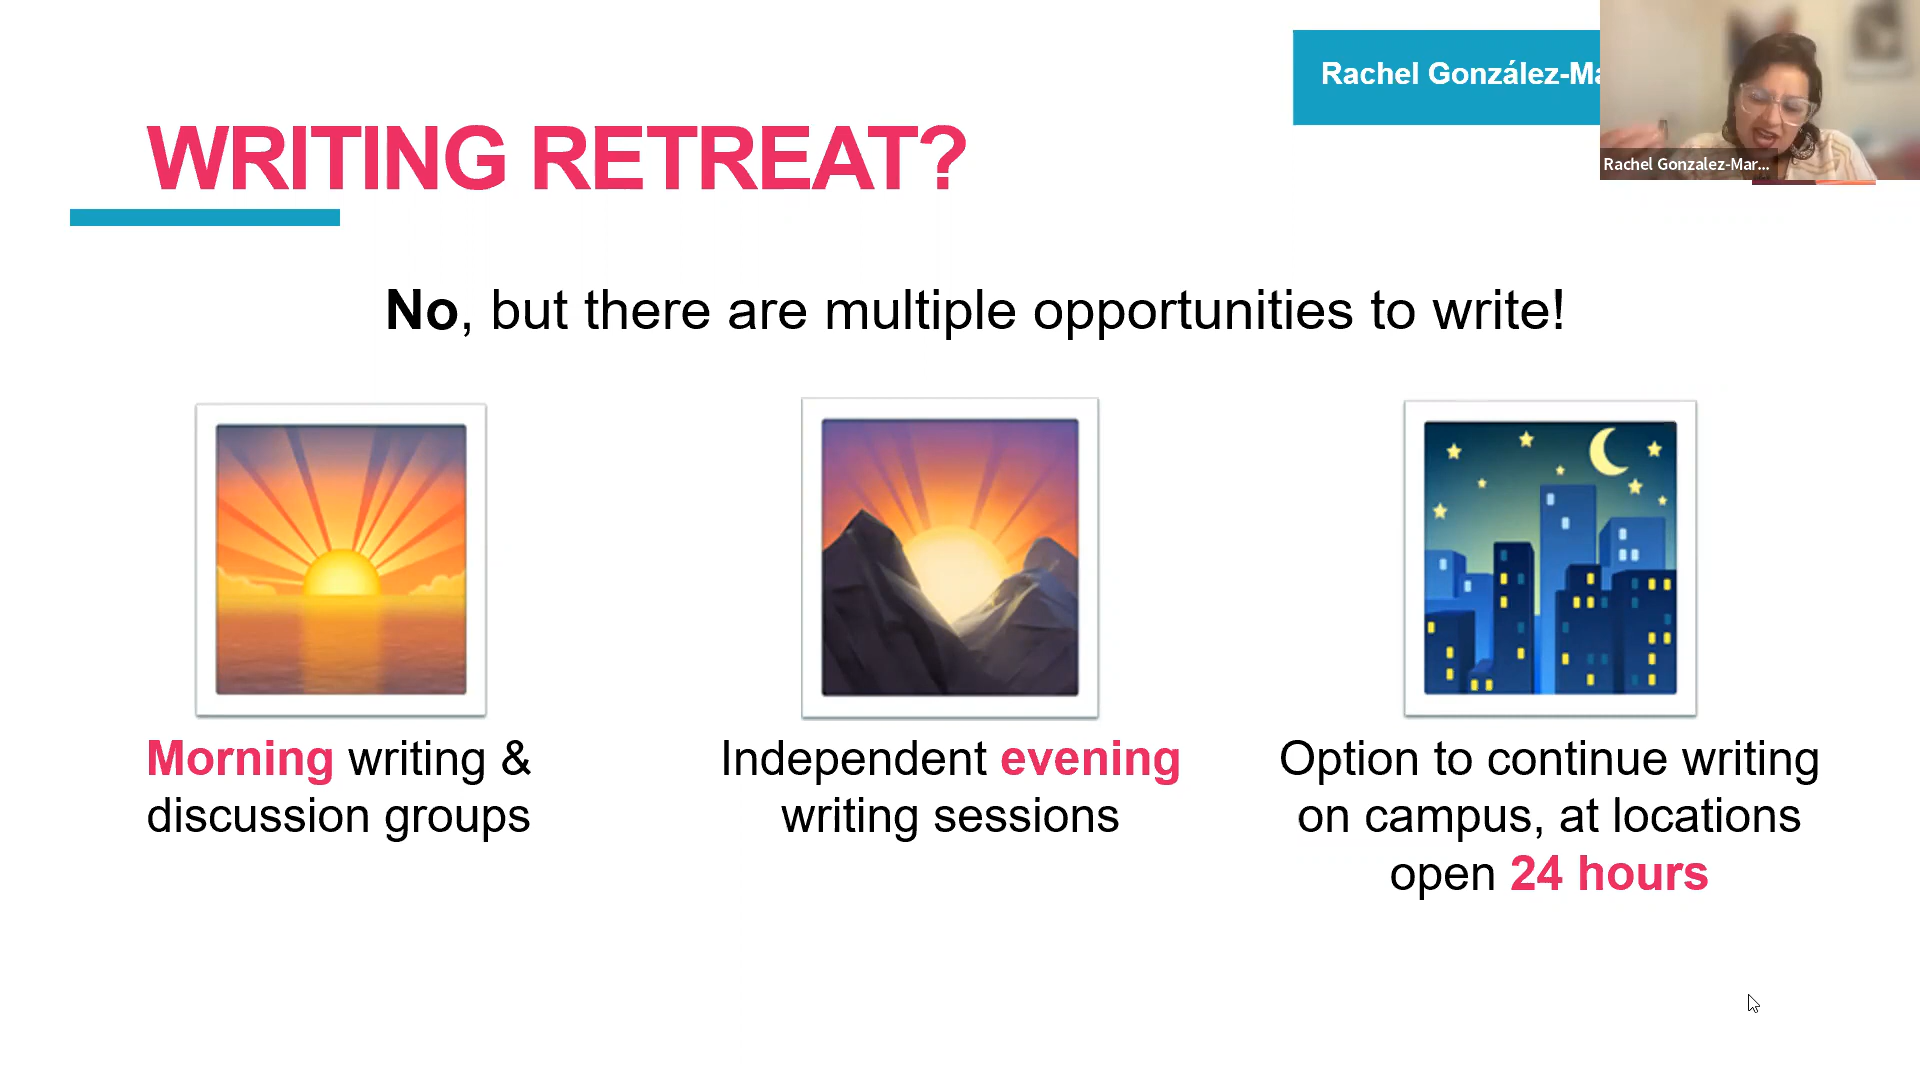 Rachel González-Ma
WRITING RETREAT?
Rachel Gonzalez-Mar...
No, but there are multiple opportunities to write!
Morning writing &
discussion groups
Independent evening
writing sessions
Option to continue writing
on campus, at locations
open 24 hours